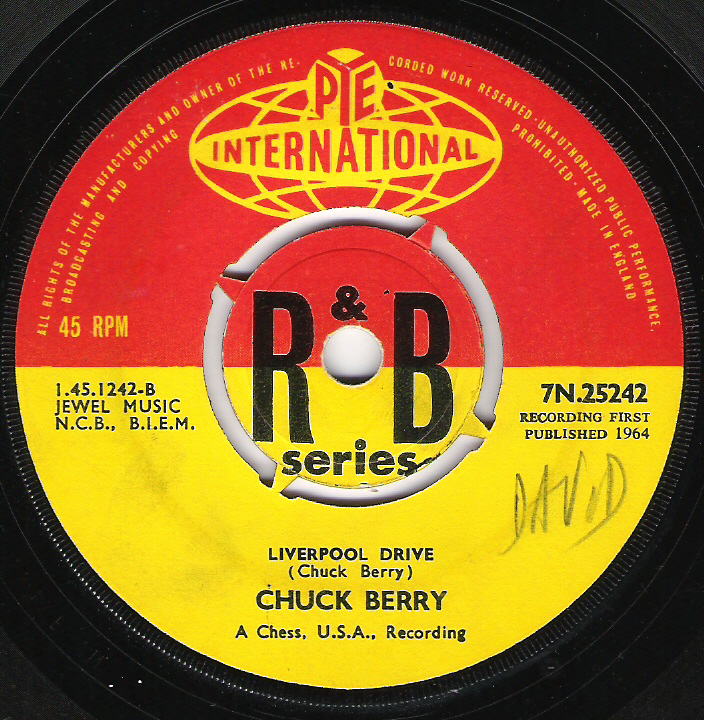 ALL RIGHTS OF THE MANUFACTURERS AND OWNER OF THE RE-
CORDED WORK RESERVED·UNAUTHORIZED PUBLIC PERFORMANCE,
BROADCASTING AND COPYING
PROHIBITED·MADE IN ENGLAND
PYE
INTERNATIONAL
45 RPM
R & B
series
1.45.1242-B
JEWEL MUSIC
N.C.B., B.I.E.M.
7N.25242
RECORDING FIRST
PUBLISHED 1964
DAVID
LIVERPOOL DRIVE
(Chuck Berry)
CHUCK BERRY
A Chess, U.S.A., Recording